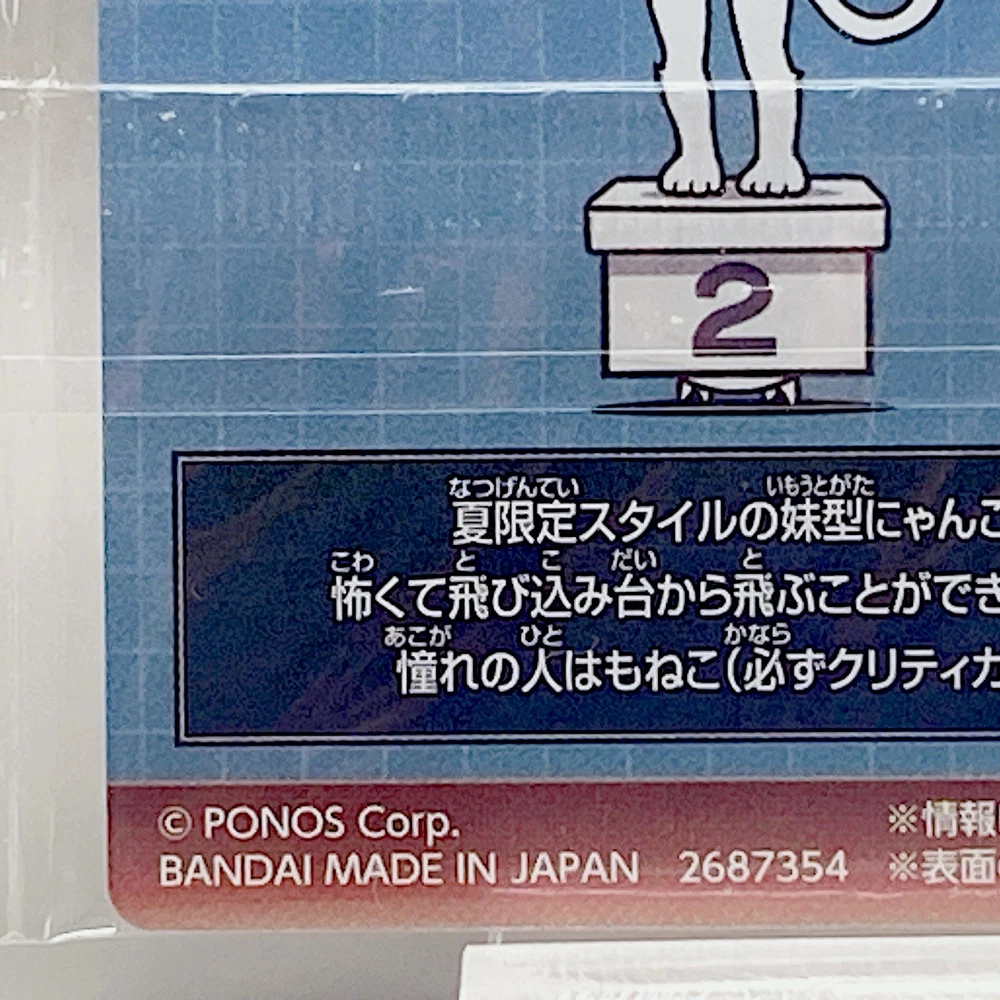 2
なつげんてい いもうとがた
夏限定スタイルの妹型にゃんこ
こわ と こ だい と
怖くて飛び込み台から飛ぶことができ
あこが ひと かなら
憧れの人はもねこ(必ずクリティカ
© PONOS Corp. ※情報
BANDAI MADE IN JAPAN 2687354 ※表面